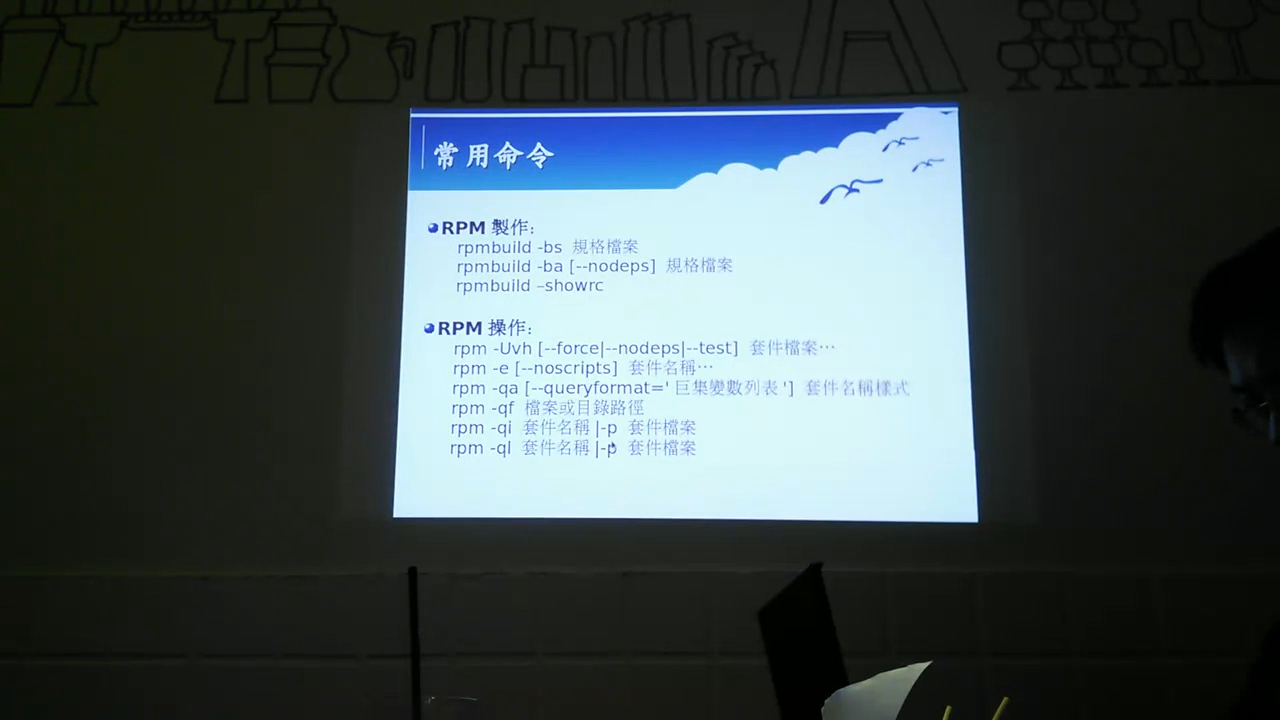 常用命令
RPM 製作:
rpmbuild -bs 規格檔案
rpmbuild -ba [--nodeps] 規格檔案
rpmbuild –showrc
RPM 操作:
rpm -Uvh [--force|--nodeps|--test] 套件檔案…
rpm -e [--noscripts] 套件名稱…
rpm -qa [--queryformat=' 巨集變數列表 '] 套件名稱樣式
rpm -qf 檔案或目錄路徑
rpm -qi 套件名稱 |-p 套件檔案
rpm -ql 套件名稱 |-p 套件檔案